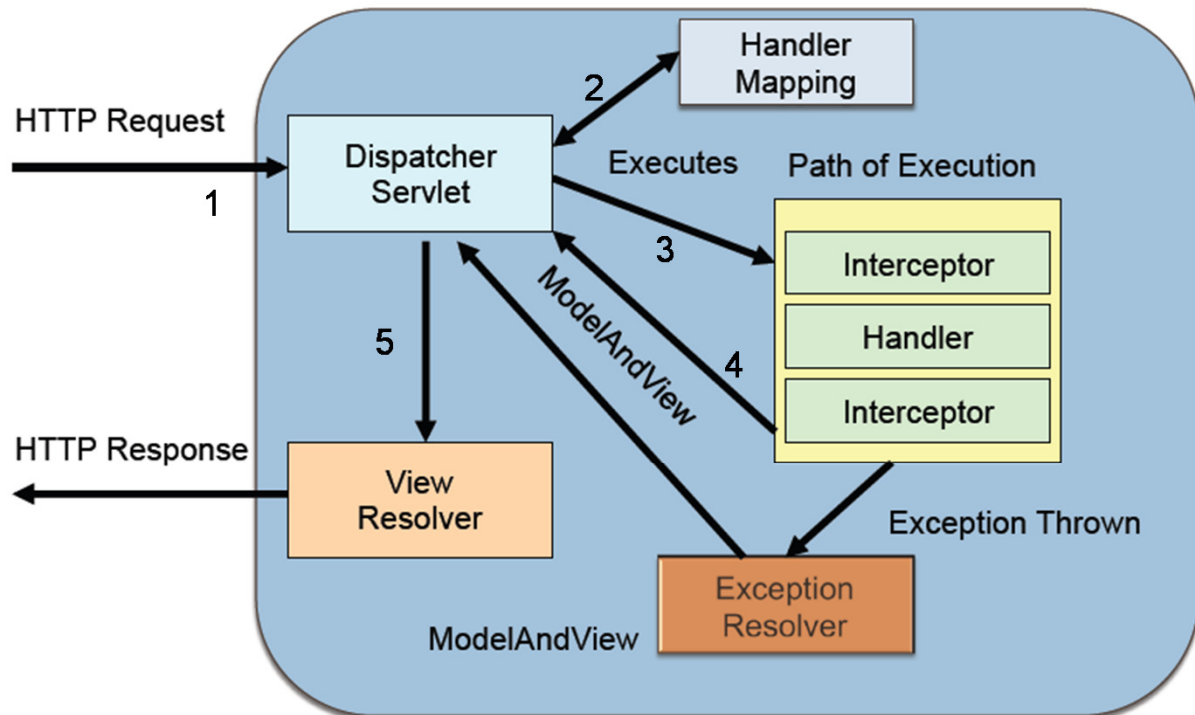 Handler
Mapping
2
HTTP Request
1
Dispatcher
Servlet
Executes
Path of Execution
3
Interceptor
Handler
Interceptor
ModelAndView
4
5
HTTP Response
View
Resolver
Exception Thrown
Exception
Resolver
ModelAndView